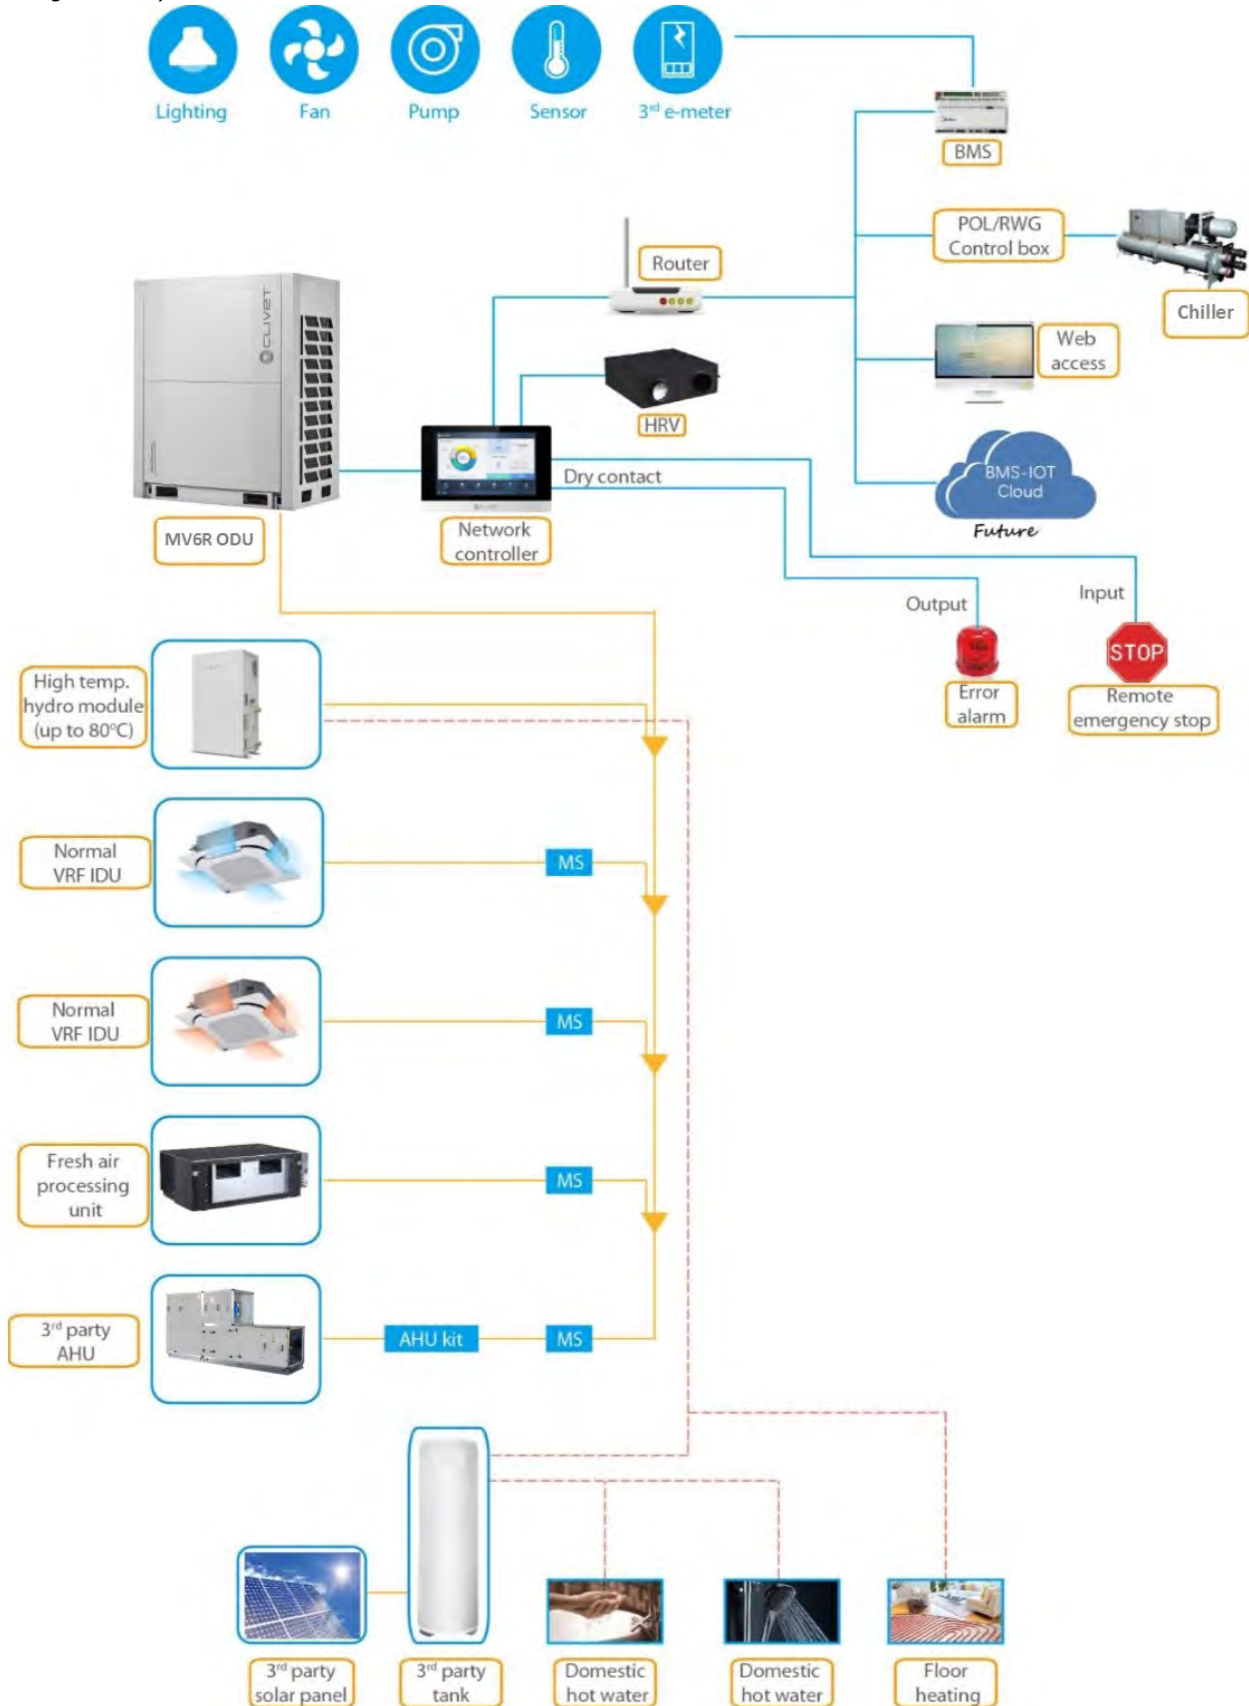 Lighting
Fan
Pump
Sensor
3rd e-meter
BMS
POL/RWG
Control box
Router
Chiller
CLIVET
Web
access
HRV
Dry contact
BMS-IOT
Cloud
Future
MV6R ODU
Network
controller
Output
Input
STOP
High temp.
hydro module
(up to 80°C)
Error
alarm
Remote
emergency stop
Normal
VRF IDU
MS
Normal
VRF IDU
MS
Fresh air
processing
unit
MS
3rd party
AHU
AHU kit
MS
3rd party
solar panel
3rd party
tank
Domestic
hot water
Domestic
hot water
Floor
heating